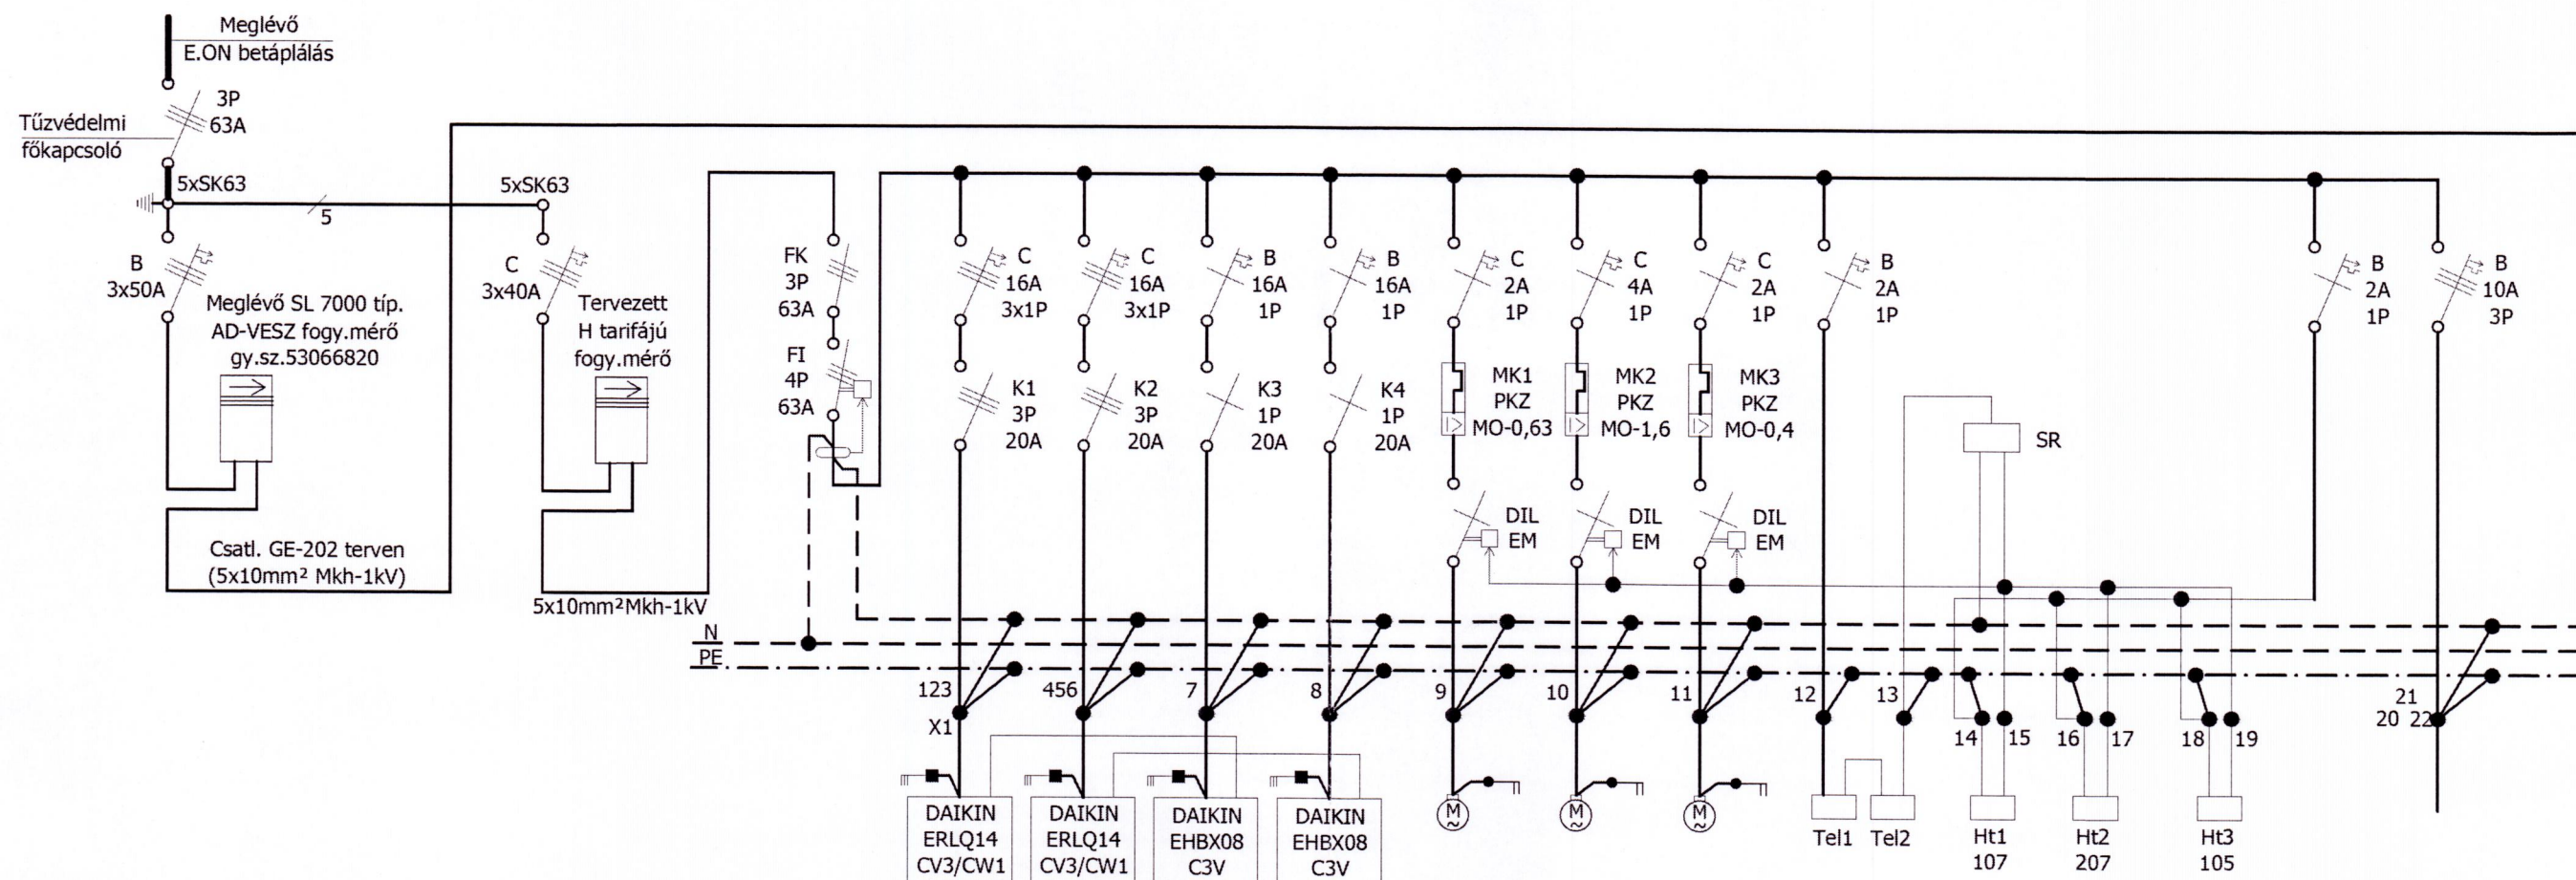 Meglévő
E.ON betáplálás
3P
63A
Tűzvédelmi
főkapcsoló
5xSK63
5
5xSK63
B
3x50A
Meglévő SL 7000 típ.
AD-VESZ fogy.mérő
gy.sz.53066820
C
3x40A
Tervezett
H tarifájú
fogy.mérő
Csatl. GE-202 terven
(5x10mm² Mkh-1kV)
5x10mm²Mkh-1kV
FK
3P
63A
FI
4P
63A
C
16A
3x1P
C
16A
3x1P
B
16A
1P
B
16A
1P
C
2A
1P
C
4A
1P
C
2A
1P
B
2A
1P
B
2A
1P
B
10A
3P
K1
3P
20A
K2
3P
20A
K3
1P
20A
K4
1P
20A
MK1
PKZ
MO-0,63
MK2
PKZ
MO-1,6
MK3
PKZ
MO-0,4
SR
DIL
EM
DIL
EM
DIL
EM
N
PE
123
456
7
8
9
10
11
12
13
14
15
16
17
18
19
21
20 22
X1
DAIKIN
ERLQ14
CV3/CW1
DAIKIN
ERLQ14
CV3/CW1
DAIKIN
EHBX08
C3V
DAIKIN
EHBX08
C3V
M
~
M
~
M
~
Tel1
Tel2
Ht1
107
Ht2
207
Ht3
105